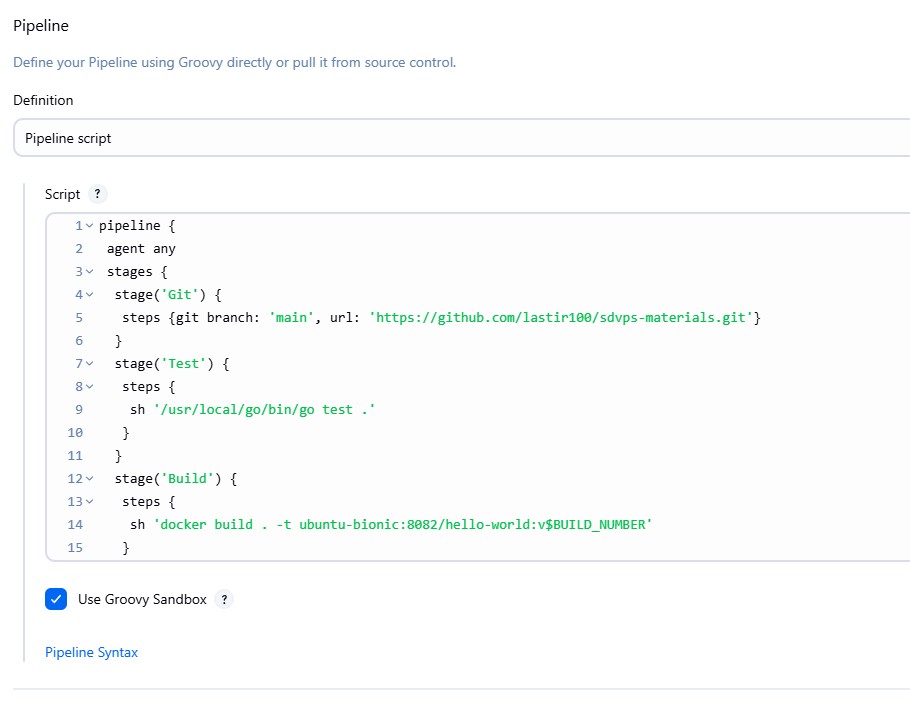 Pipeline
Define your Pipeline using Groovy directly or pull it from source control.
Definition
Pipeline script
Script ?
1 pipeline {
2 agent any
3 stages {
4 stage('Git') {
5 steps {git branch: 'main', url: 'https://github.com/lastir100/sdvps-materials.git'}
6 }
7 stage('Test') {
8 steps {
9 sh '/usr/local/go/bin/go test .'
10 }
11 }
12 stage('Build') {
13 steps {
14 sh 'docker build . -t ubuntu-bionic:8082/hello-world:v$BUILD_NUMBER'
15 }
Use Groovy Sandbox ?
Pipeline Syntax